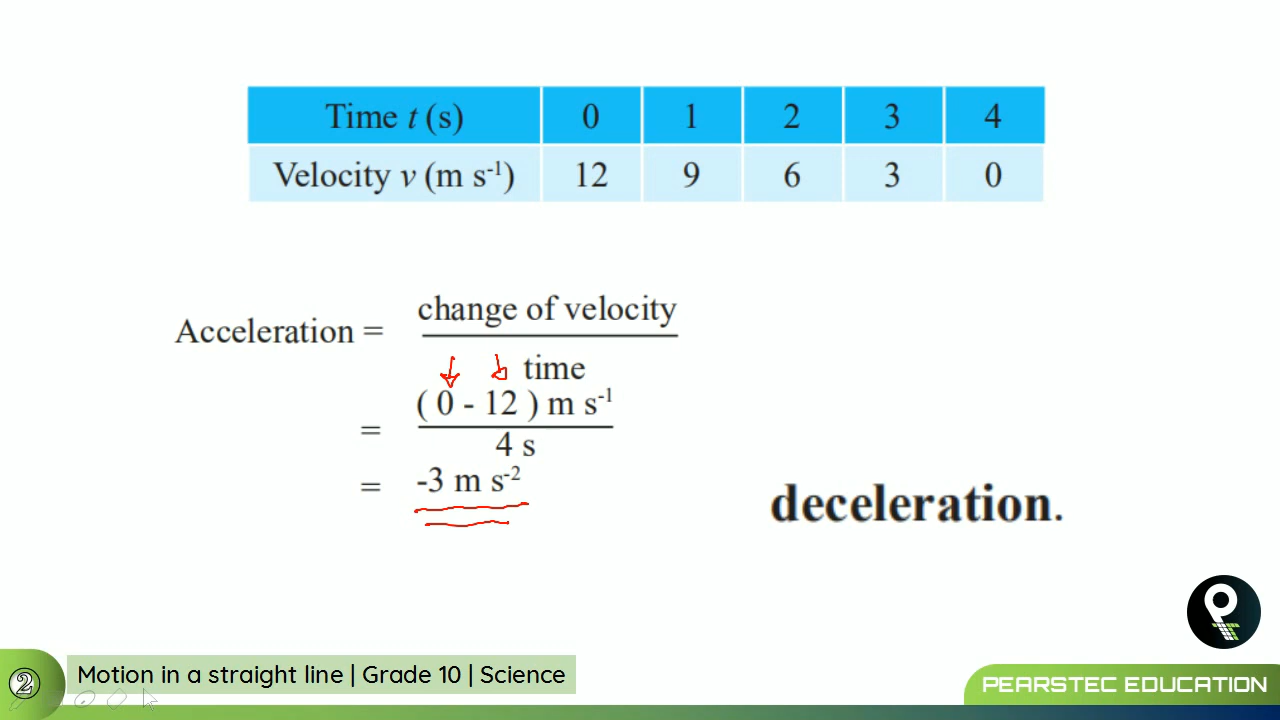 Time t (s) 0 1 2 3 4
Velocity v (m s⁻¹) 12 9 6 3 0
change of velocity
Acceleration =
time
( 0 - 12 ) m s⁻¹
=
4 s
= -3 m s⁻²
deceleration.
2 Motion in a straight line | Grade 10 | Science
PEARSTEC EDUCATION